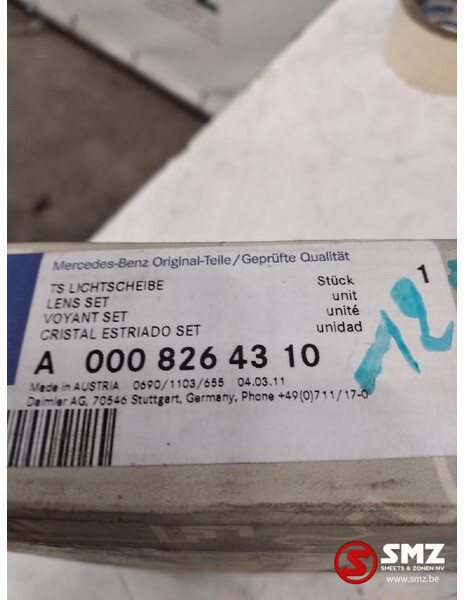 Mercedes-Benz Original-Teile/Geprüfte Qualität
TS LICHTSCHEIBE Stück 1
LENS SET unit
VOYANT SET unité
CRISTAL ESTRIADO SET unidad
A 000 826 43 10
Made in AUSTRIA 0690/1103/655 04.03.11
Daimler AG, 70546 Stuttgart, Germany, Phone +49(0)711/17-0
12
SMZ
SMEETS & ZONEN NV
www.smz.be